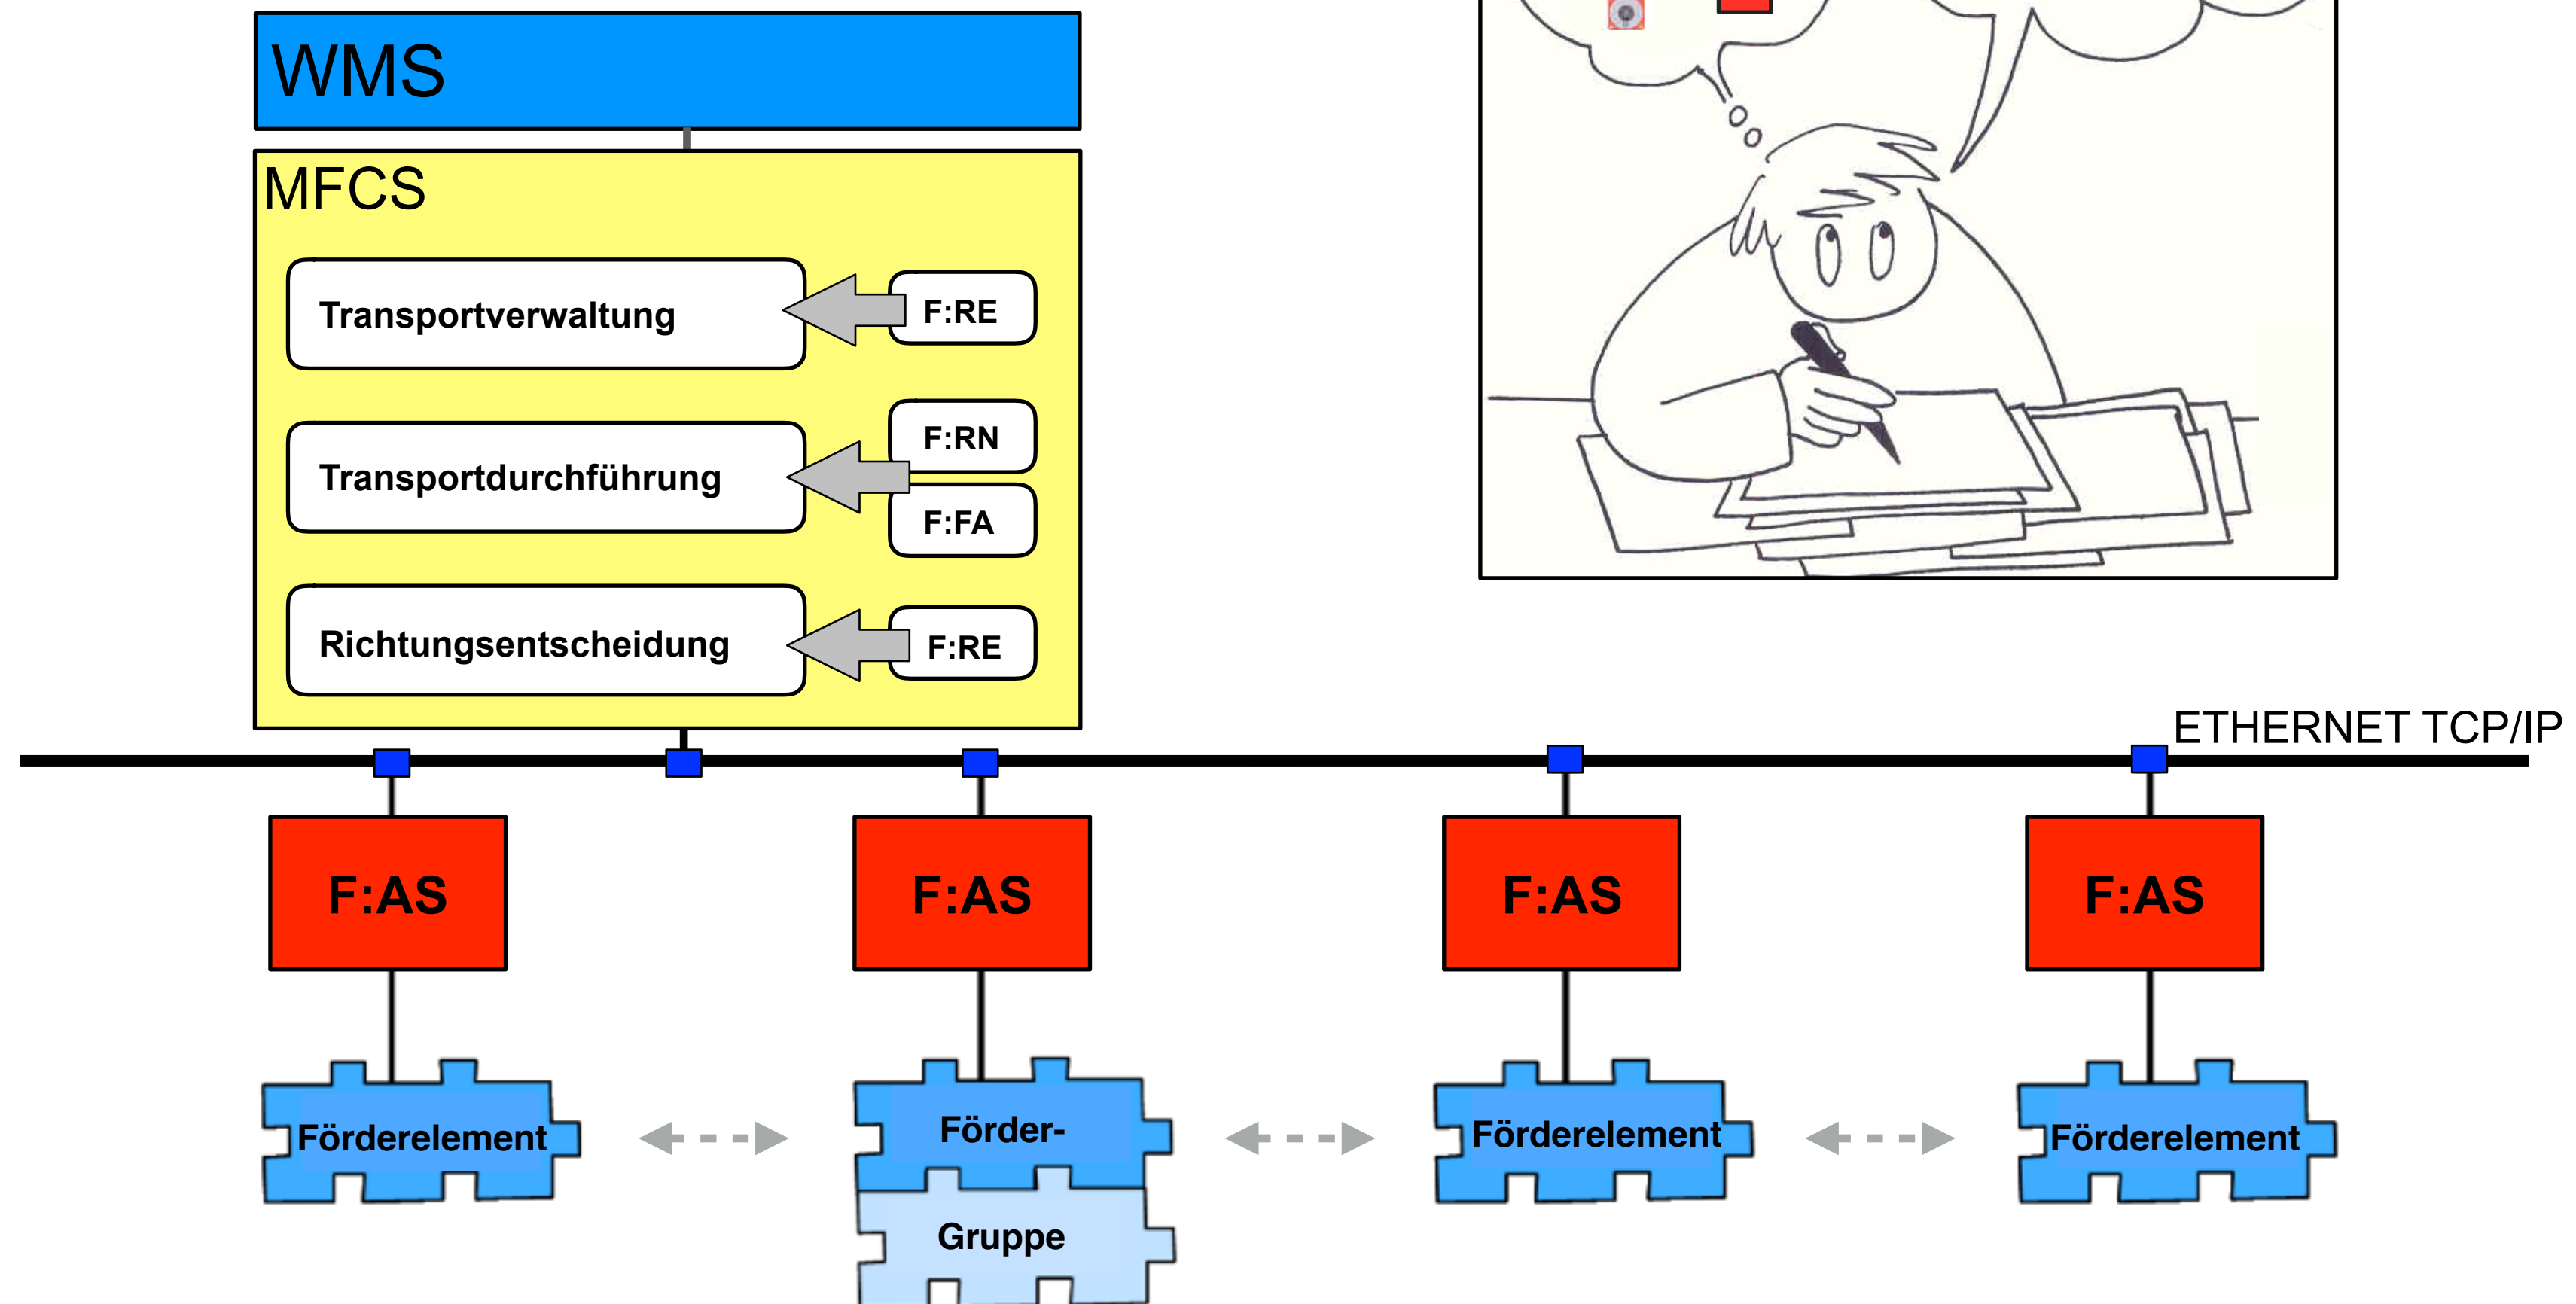 WMS
MFCS
Transportverwaltung
F:RE
F:RN
Transportdurchführung
F:FA
Richtungsentscheidung
F:RE
ETHERNET TCP/IP
F:AS
F:AS
F:AS
F:AS
Förderelement
Förder-
Gruppe
Förderelement
Förderelement